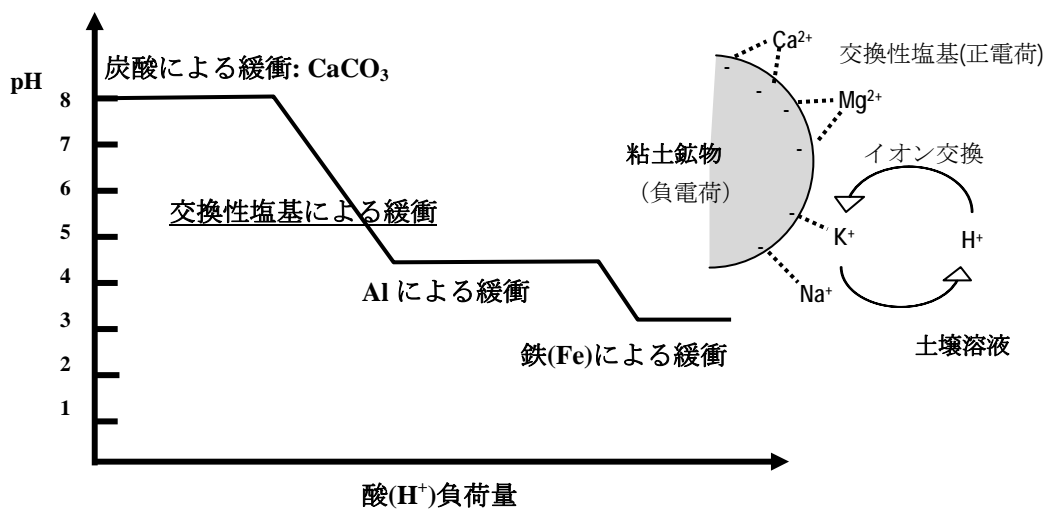 pH
炭酸による緩衝: CaCO₃
8
7
6
5
4
3
2
1
交換性塩基による緩衝
Al による緩衝
鉄(Fe)による緩衝
酸(H⁺)負荷量
Ca²⁺
交換性塩基(正電荷)
Mg²⁺
粘土鉱物
(負電荷)
イオン交換
K⁺
H⁺
Na⁺
土壌溶液
- - - - - -